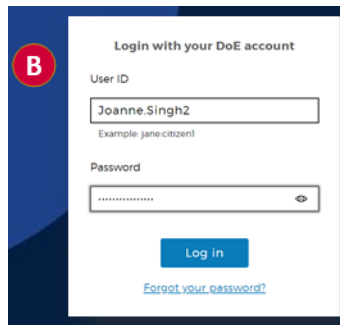 Login with your DoE account
B
User ID
Joanne.Singh2
Example: jane.citizen1
Password
Log in
Forgot your password?